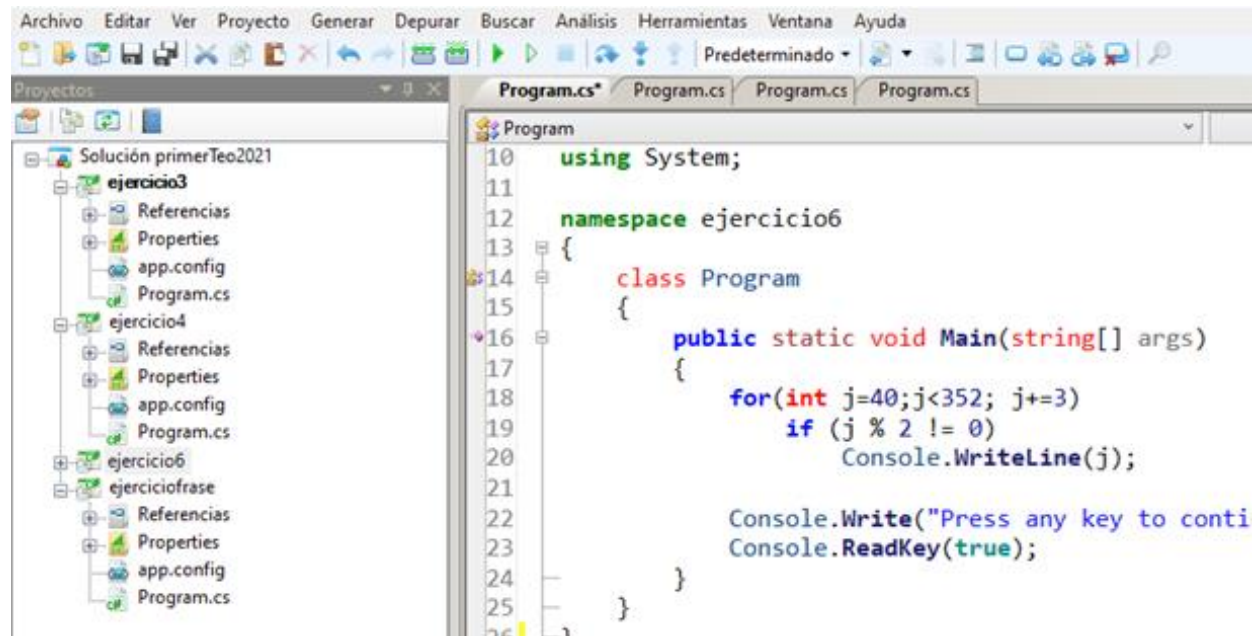 Archivo Editar Ver Proyecto Generar Depurar Buscar Análisis Herramientas Ventana Ayuda
Predeterminado
Proyectos
Solución primerTeo2021
ejercicio3
Referencias
Properties
app.config
Program.cs
ejercicio4
Referencias
Properties
app.config
Program.cs
ejercicio6
ejerciciofrase
Referencias
Properties
app.config
Program.cs
Program.cs* Program.cs Program.cs Program.cs
Program
10 using System;
11
12 namespace ejercicio6
13 {
14 class Program
15 {
16 public static void Main(string[] args)
17 {
18 for(int j=40;j<352; j+=3)
19 if (j % 2 != 0)
20 Console.WriteLine(j);
21
22 Console.Write("Press any key to conti
23 Console.ReadKey(true);
24 }
25 }
26 }